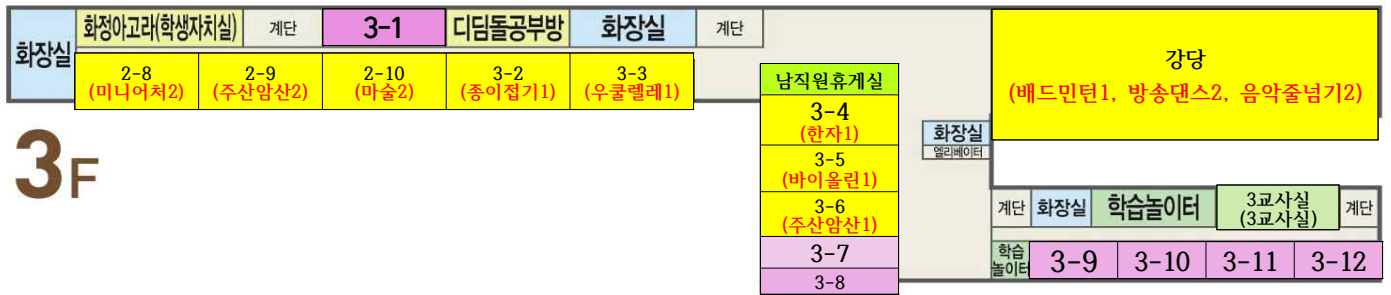 화장실
화정아고라(학생자치실)
계단
3-1
디딤돌공부방
화장실
계단
2-8
(미니어처2)
2-9
(주산암산2)
2-10
(마술2)
3-2
(종이접기1)
3-3
(우쿨렐레1)
3F
남직원휴게실
3-4
(한자1)
3-5
(바이올린1)
3-6
(주산암산1)
3-7
3-8
화장실
엘리베이터
강당
(배드민턴1, 방송댄스2, 음악줄넘기2)
계단
화장실
학습놀이터
3교사실
(3교사실)
계단
학습
놀이터
3-9
3-10
3-11
3-12